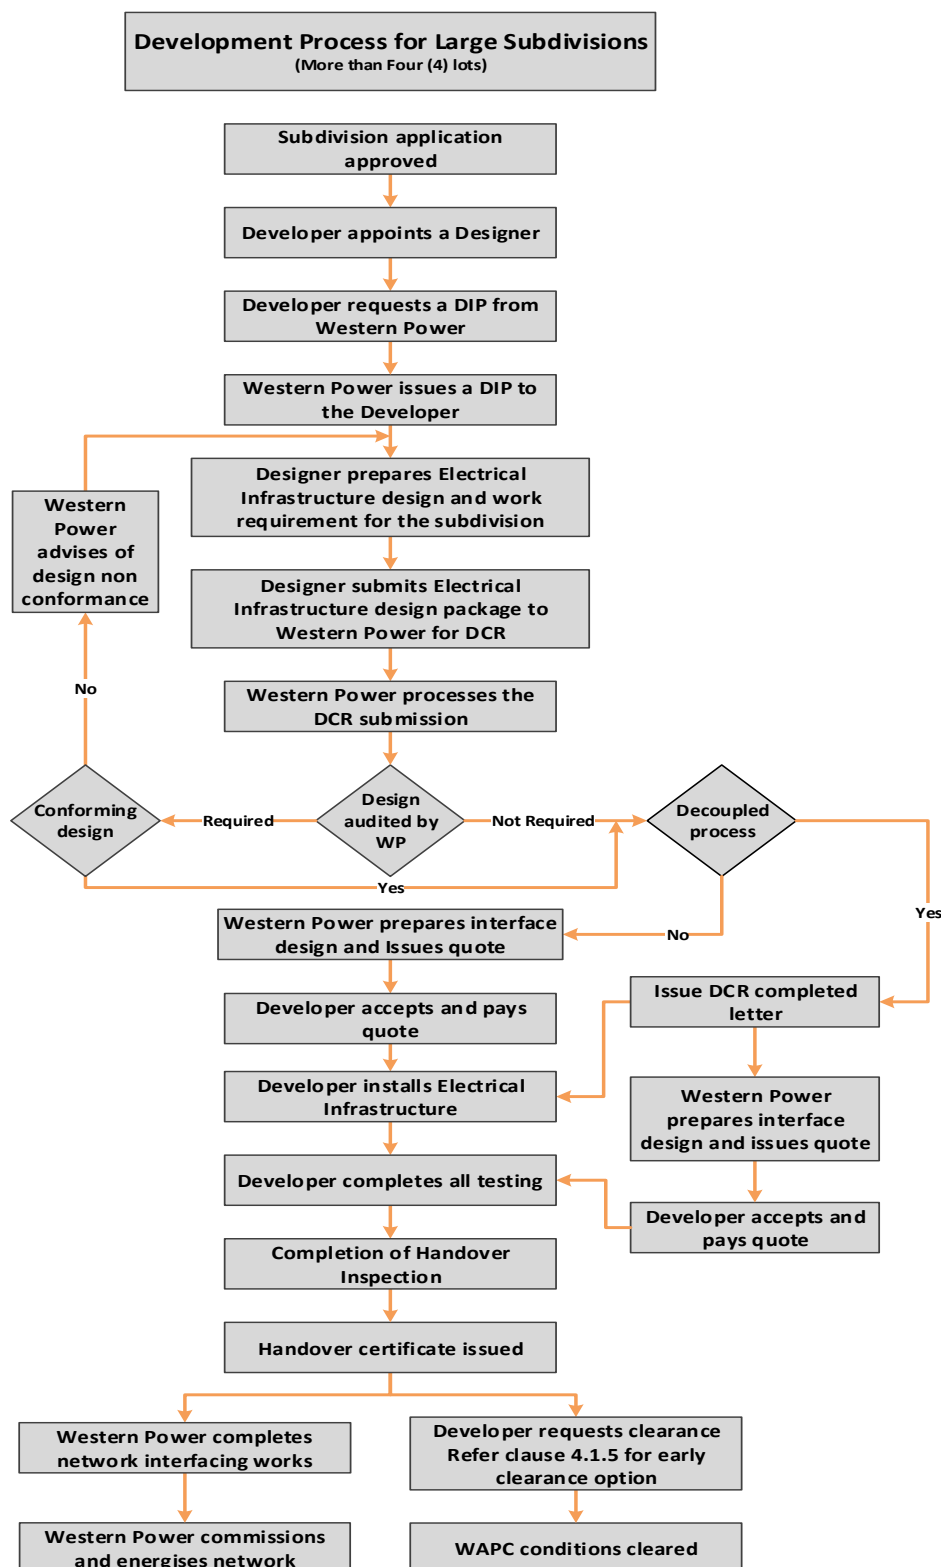 Development Process for Large Subdivisions
(More than Four (4) lots)
Subdivision application
approved
Developer appoints a Designer
Developer requests a DIP from
Western Power
Western Power issues a DIP to
the Developer
Designer prepares Electrical
Infrastructure design and work
requirement for the subdivision
Western
Power
advises of
design non
conformance
Designer submits Electrical
Infrastructure design package to
Western Power for DCR
No
Western Power processes the
DCR submission
Conforming
design
Required
Design
audited by
WP
Not Required
Decoupled
process
Yes
Yes
No
Western Power prepares interface
design and Issues quote
Issue DCR completed
letter
Developer accepts and pays
quote
Developer installs Electrical
Infrastructure
Western Power
prepares interface
design and issues quote
Developer completes all testing
Developer accepts and
pays quote
Completion of Handover
Inspection
Handover certificate issued
Western Power completes
network interfacing works
Developer requests clearance
Refer clause 4.1.5 for early
clearance option
Western Power commissions
and energises network
WAPC conditions cleared